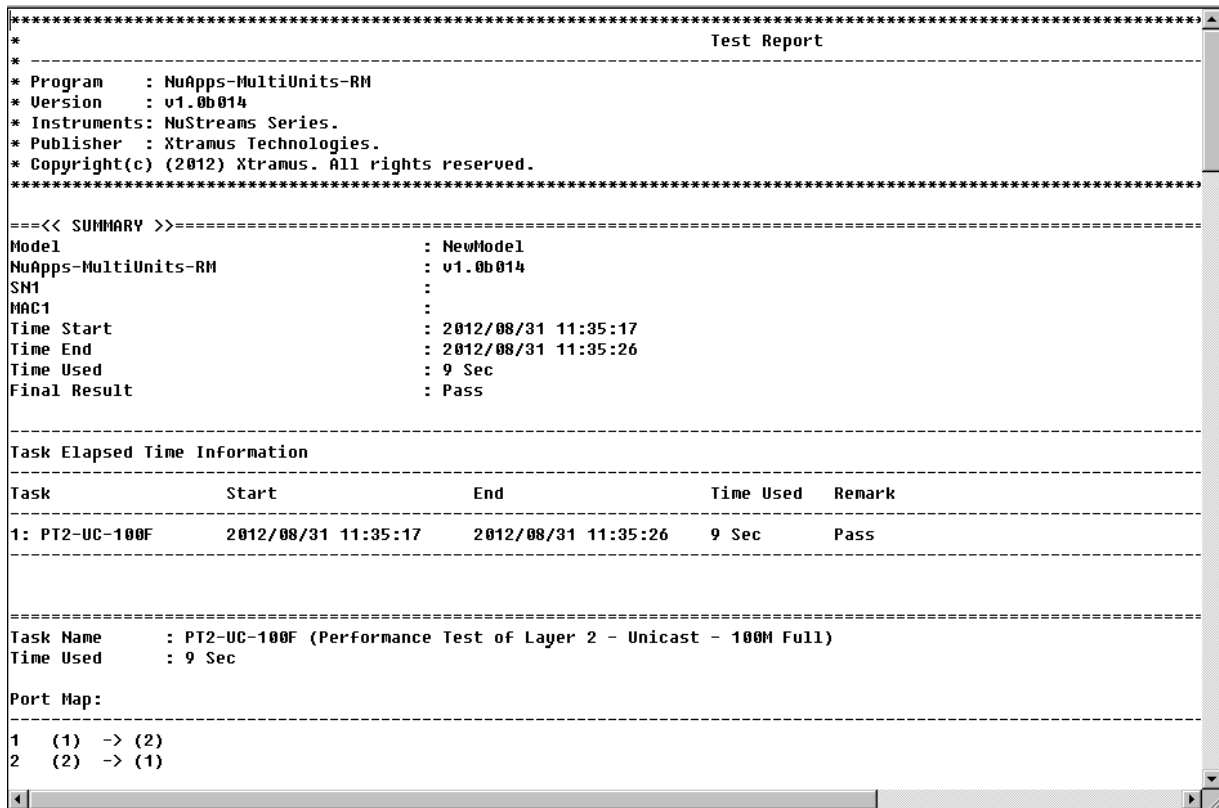 ************************************************************************************************************************
* Test Report
* --------------------------------------------------------------------------------------------------------------------
* Program : NuApps-MultiUnits-RM
* Version : v1.0b014
* Instruments: NuStreams Series.
* Publisher : Xtramus Technologies.
* Copyright(c) (2012) Xtramus. All rights reserved.
************************************************************************************************************************
===<< SUMMARY >>========================================================================================================
Model : NewModel
NuApps-MultiUnits-RM : v1.0b014
SN1 :
MAC1 :
Time Start : 2012/08/31 11:35:17
Time End : 2012/08/31 11:35:26
Time Used : 9 Sec
Final Result : Pass
------------------------------------------------------------------------------------------------------------------------
Task Elapsed Time Information
------------------------------------------------------------------------------------------------------------------------
Task Start End Time Used Remark
------------------------------------------------------------------------------------------------------------------------
1: PT2-UC-100F 2012/08/31 11:35:17 2012/08/31 11:35:26 9 Sec Pass
------------------------------------------------------------------------------------------------------------------------
========================================================================================================================
Task Name : PT2-UC-100F (Performance Test of Layer 2 - Unicast - 100M Full)
Time Used : 9 Sec
Port Map:
------------------------------------------------------------------------------------------------------------------------
1 (1) -> (2)
2 (2) -> (1)